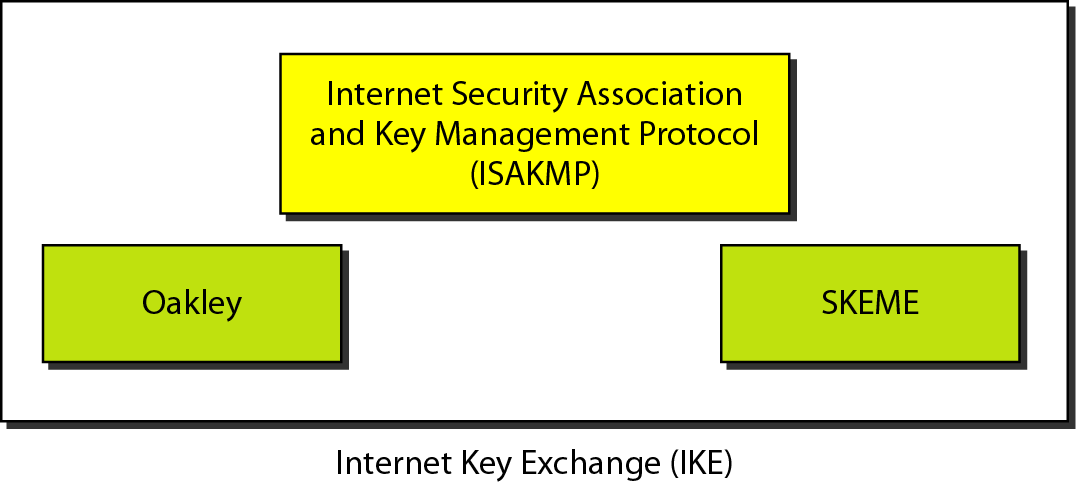 Internet Security Association
and Key Management Protocol
(ISAKMP)
Oakley
SKEME
Internet Key Exchange (IKE)